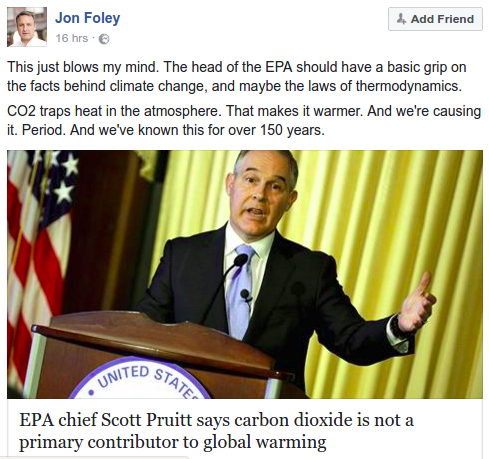 Jon Foley
Add Friend
16 hrs ·
This just blows my mind. The head of the EPA should have a basic grip on
the facts behind climate change, and maybe the laws of thermodynamics.
CO2 traps heat in the atmosphere. That makes it warmer. And we're causing
it. Period. And we've known this for over 150 years.
UNITED STATES
EPA chief Scott Pruitt says carbon dioxide is not a
primary contributor to global warming